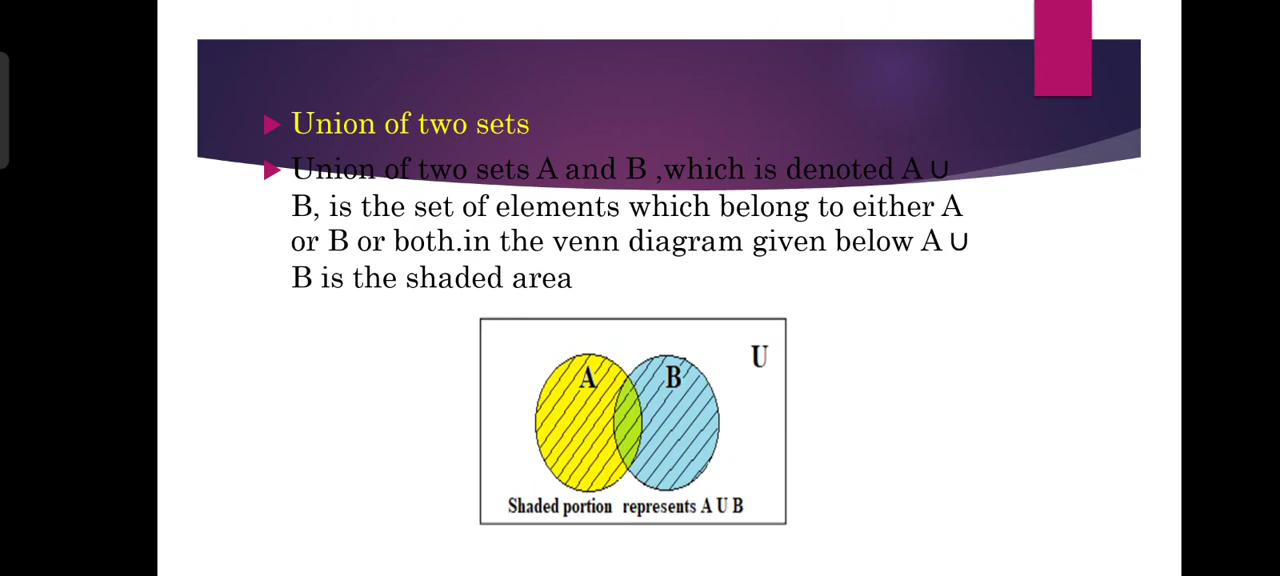 Union of two sets
Union of two sets A and B ,which is denoted A ∪
B, is the set of elements which belong to either A
or B or both.in the venn diagram given below A ∪
B is the shaded area
U
A B
Shaded portion represents A U B